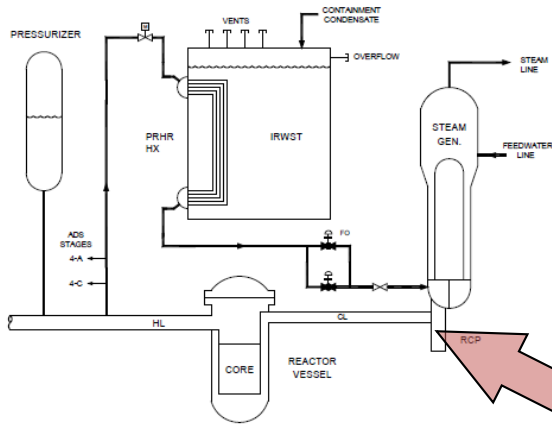 VENTS
CONTAINMENT
CONDENSATE
PRESSURIZER
OVERFLOW
STEAM
LINE
PRHR
HX
IRWST
STEAM
GEN.
FEEDWATER
LINE
ADS
STAGES
4-A
4-C
FO
HL
CL
RCP
CORE
REACTOR
VESSEL